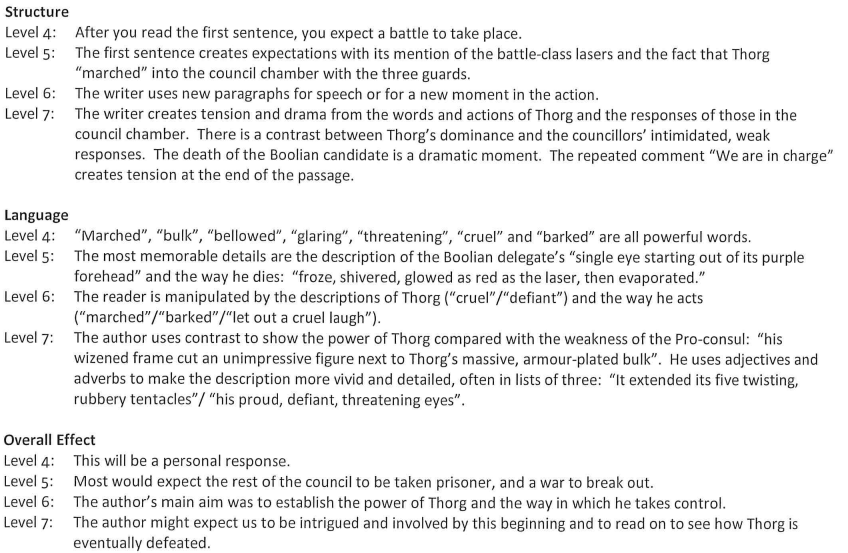 Structure
Level 4: After you read the first sentence, you expect a battle to take place.
Level 5: The first sentence creates expectations with its mention of the battle-class lasers and the fact that Thorg
“marched” into the council chamber with the three guards.
Level 6: The writer uses new paragraphs for speech or for a new moment in the action.
Level 7: The writer creates tension and drama from the words and actions of Thorg and the responses of those in the
council chamber. There is a contrast between Thorg’s dominance and the councillors’ intimidated, weak
responses. The death of the Boolian candidate is a dramatic moment. The repeated comment “We are in charge”
creates tension at the end of the passage.
Language
Level 4: “Marched”, “bulk”, “bellowed”, “glaring”, “threatening”, “cruel” and “barked” are all powerful words.
Level 5: The most memorable details are the description of the Boolian delegate’s “single eye starting out of its purple
forehead” and the way he dies: “froze, shivered, glowed as red as the laser, then evaporated.”
Level 6: The reader is manipulated by the descriptions of Thorg (“cruel”/“defiant”) and the way he acts
(“marched”/“barked”/“let out a cruel laugh”).
Level 7: The author uses contrast to show the power of Thorg compared with the weakness of the Pro-consul: “his
wizened frame cut an unimpressive figure next to Thorg’s massive, armour-plated bulk”. He uses adjectives and
adverbs to make the description more vivid and detailed, often in lists of three: “It extended its five twisting,
rubbery tentacles”/ “his proud, defiant, threatening eyes”.
Overall Effect
Level 4: This will be a personal response.
Level 5: Most would expect the rest of the council to be taken prisoner, and a war to break out.
Level 6: The author’s main aim was to establish the power of Thorg and the way in which he takes control.
Level 7: The author might expect us to be intrigued and involved by this beginning and to read on to see how Thorg is
eventually defeated.